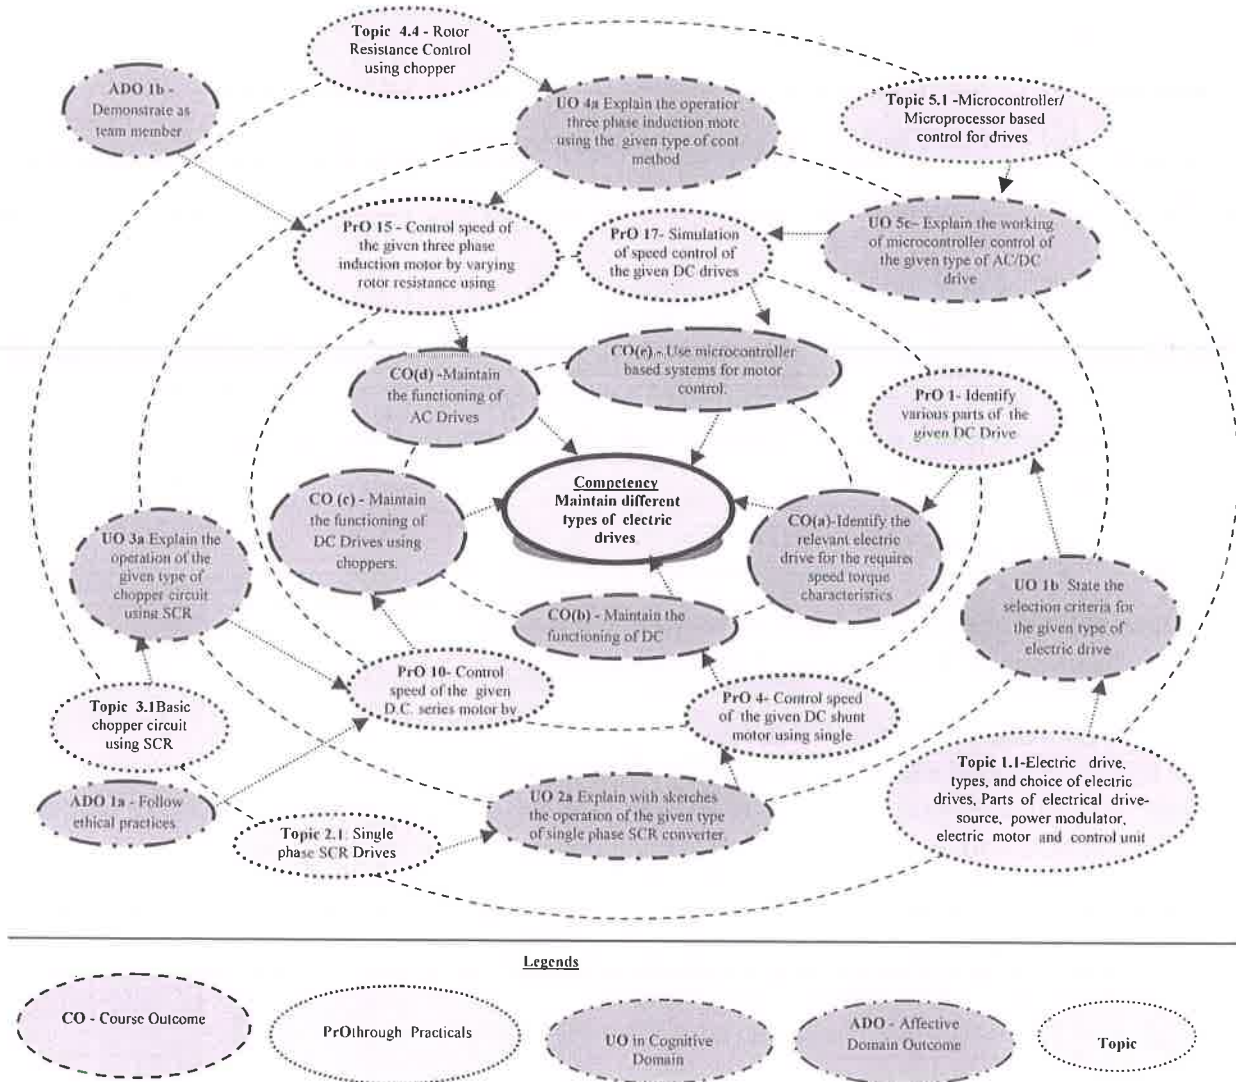 Topic 4.4 - Rotor
Resistance Control
using chopper
ADO 1b -
Demonstrate as
team member
UO 4a Explain the operatior
three phase induction motc
using the given type of cont
method
Topic 5.1 -Microcontroller/
Microprocessor based
control for drives
PrO 15 - Control speed of
the given three phase
induction motor by varying
rotor resistance using
PrO 17- Simulation
of speed control of
the given DC drives
UO 5c– Explain the working
of microcontroller control of
the given type of AC/DC
drive
CO(d) -Maintain
the functioning of
AC Drives
CO(e) - Use microcontroller
based systems for motor
control.
PrO 1- Identify
various parts of the
given DC Drive
Competency
Maintain different
types of electric
drives
CO (c) - Maintain
the functioning of
DC Drives using
choppers.
CO(a)-Identify the
relevant electric
drive for the requires
speed torque
characteristics
UO 3a Explain the
operation of the
given type of
chopper circuit
using SCR
CO(b) - Maintain the
functioning of DC
UO 1b State the
selection criteria for
the given type of
electric drive
PrO 10- Control
speed of the given
D.C. series motor by
PrO 4- Control speed
of the given DC shunt
motor using single
Topic 3.1Basic
chopper circuit
using SCR
ADO 1a - Follow
ethical practices
UO 2a Explain with sketches
the operation of the given type
of single phase SCR converter
Topic 2.1. Single
phase SCR Drives
Topic 1.1-Electric drive,
types, and choice of electric
drives, Parts of electrical drive-
source, power modulator,
electric motor and control unit
Legends
CO - Course Outcome
PrOthrough Practicals
UO in Cognitive
Domain
ADO - Affective
Domain Outcome
Topic